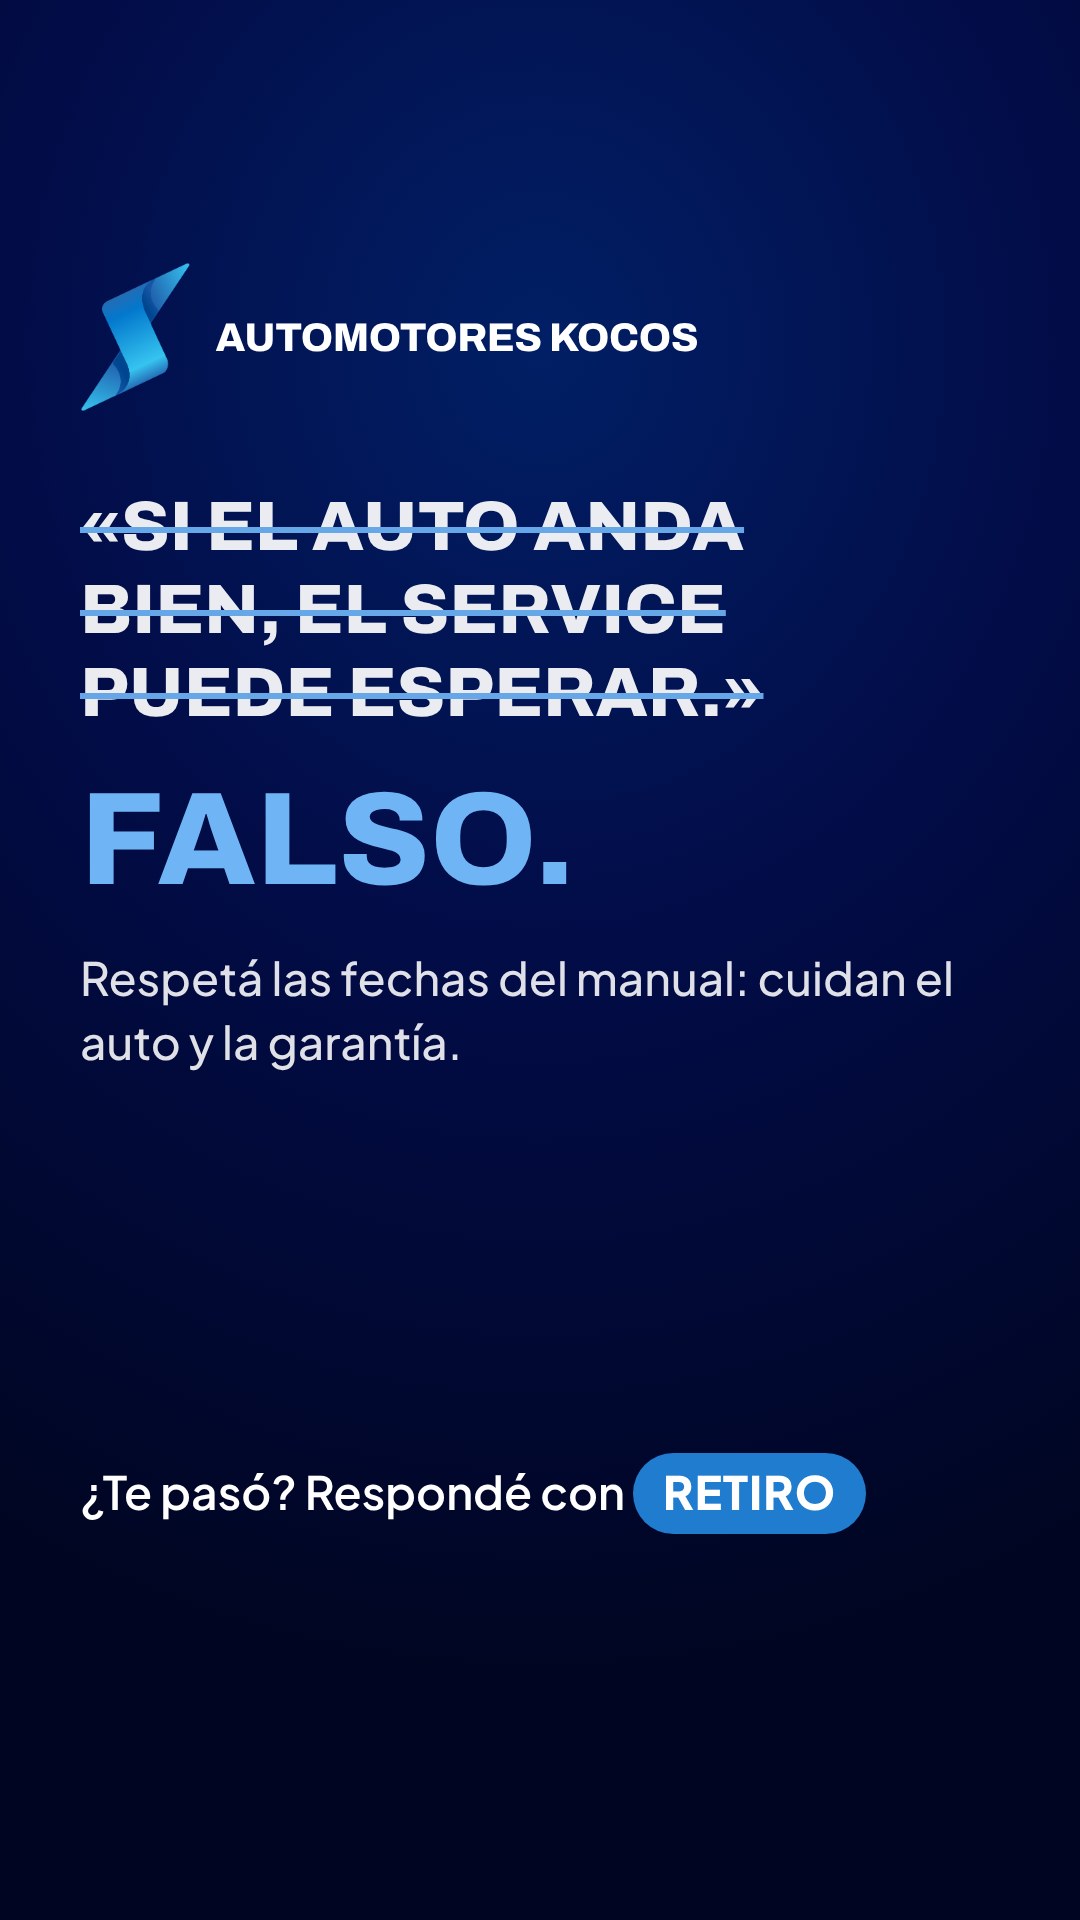 AUTOMOTORES KOCOS
«SI EL AUTO ANDA
BIEN, EL SERVICE
PUEDE ESPERAR.»
FALSO.
Respetá las fechas del manual: cuidan el
auto y la garantía.
¿Te pasó? Respondé con RETIRO